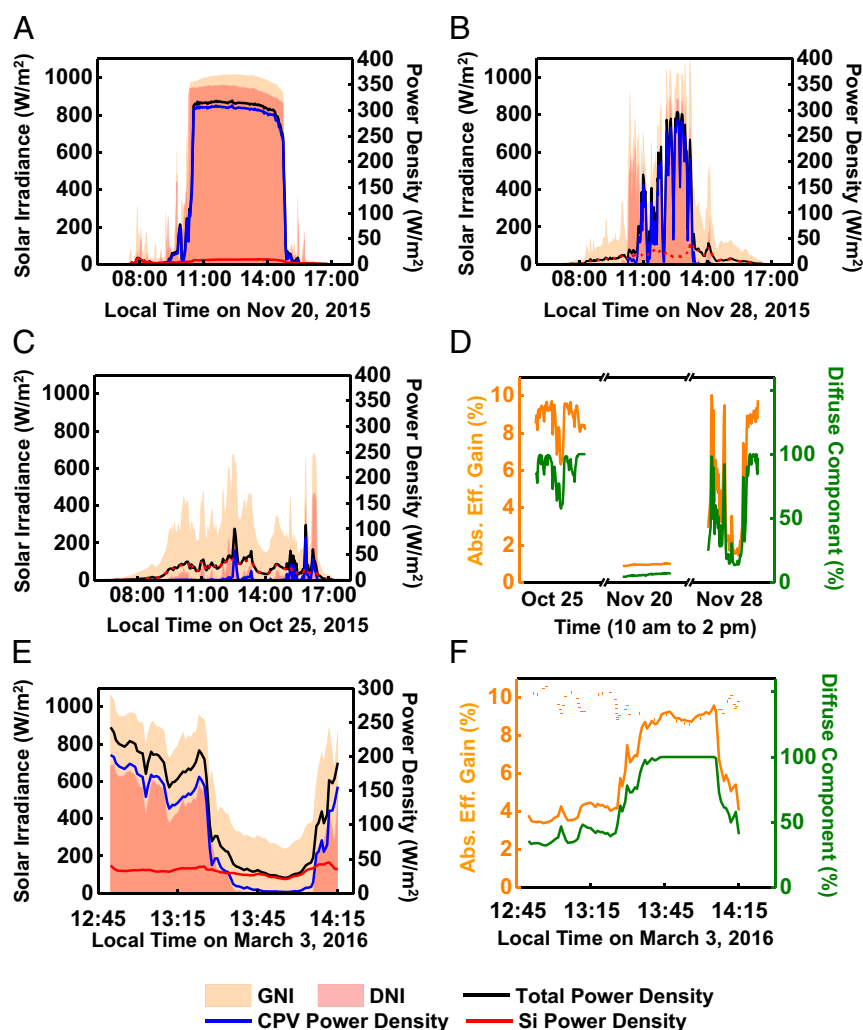 A
Solar Irradiance (W/m²)
1000
800
600
400
200
0
400
350
300
250
200
150
100
50
0
Power Density (W/m²)
08:00 11:00 14:00 17:00
Local Time on Nov 20, 2015
B
Solar Irradiance (W/m²)
1000
800
600
400
200
0
400
350
300
250
200
150
100
50
0
Power Density (W/m²)
08:00 11:00 14:00 17:00
Local Time on Nov 28, 2015
C
Solar Irradiance (W/m²)
1000
800
600
400
200
0
400
350
300
250
200
150
100
50
0
Power Density (W/m²)
08:00 11:00 14:00 17:00
Local Time on Oct 25, 2015
D
Abs. Eff. Gain (%)
10
8
6
4
2
0
100
50
0
Diffuse Component (%)
Oct 25 Nov 20 Nov 28
Time (10 am to 2 pm)
E
Solar Irradiance (W/m²)
1000
800
600
400
200
0
300
250
200
150
100
50
0
Power Density (W/m²)
12:45 13:15 13:45 14:15
Local Time on March 3, 2016
F
Abs. Eff. Gain (%)
10
8
6
4
2
0
100
50
0
Diffuse Component (%)
12:45 13:15 13:45 14:15
Local Time on March 3, 2016
GNI DNI Total Power Density
CPV Power Density Si Power Density